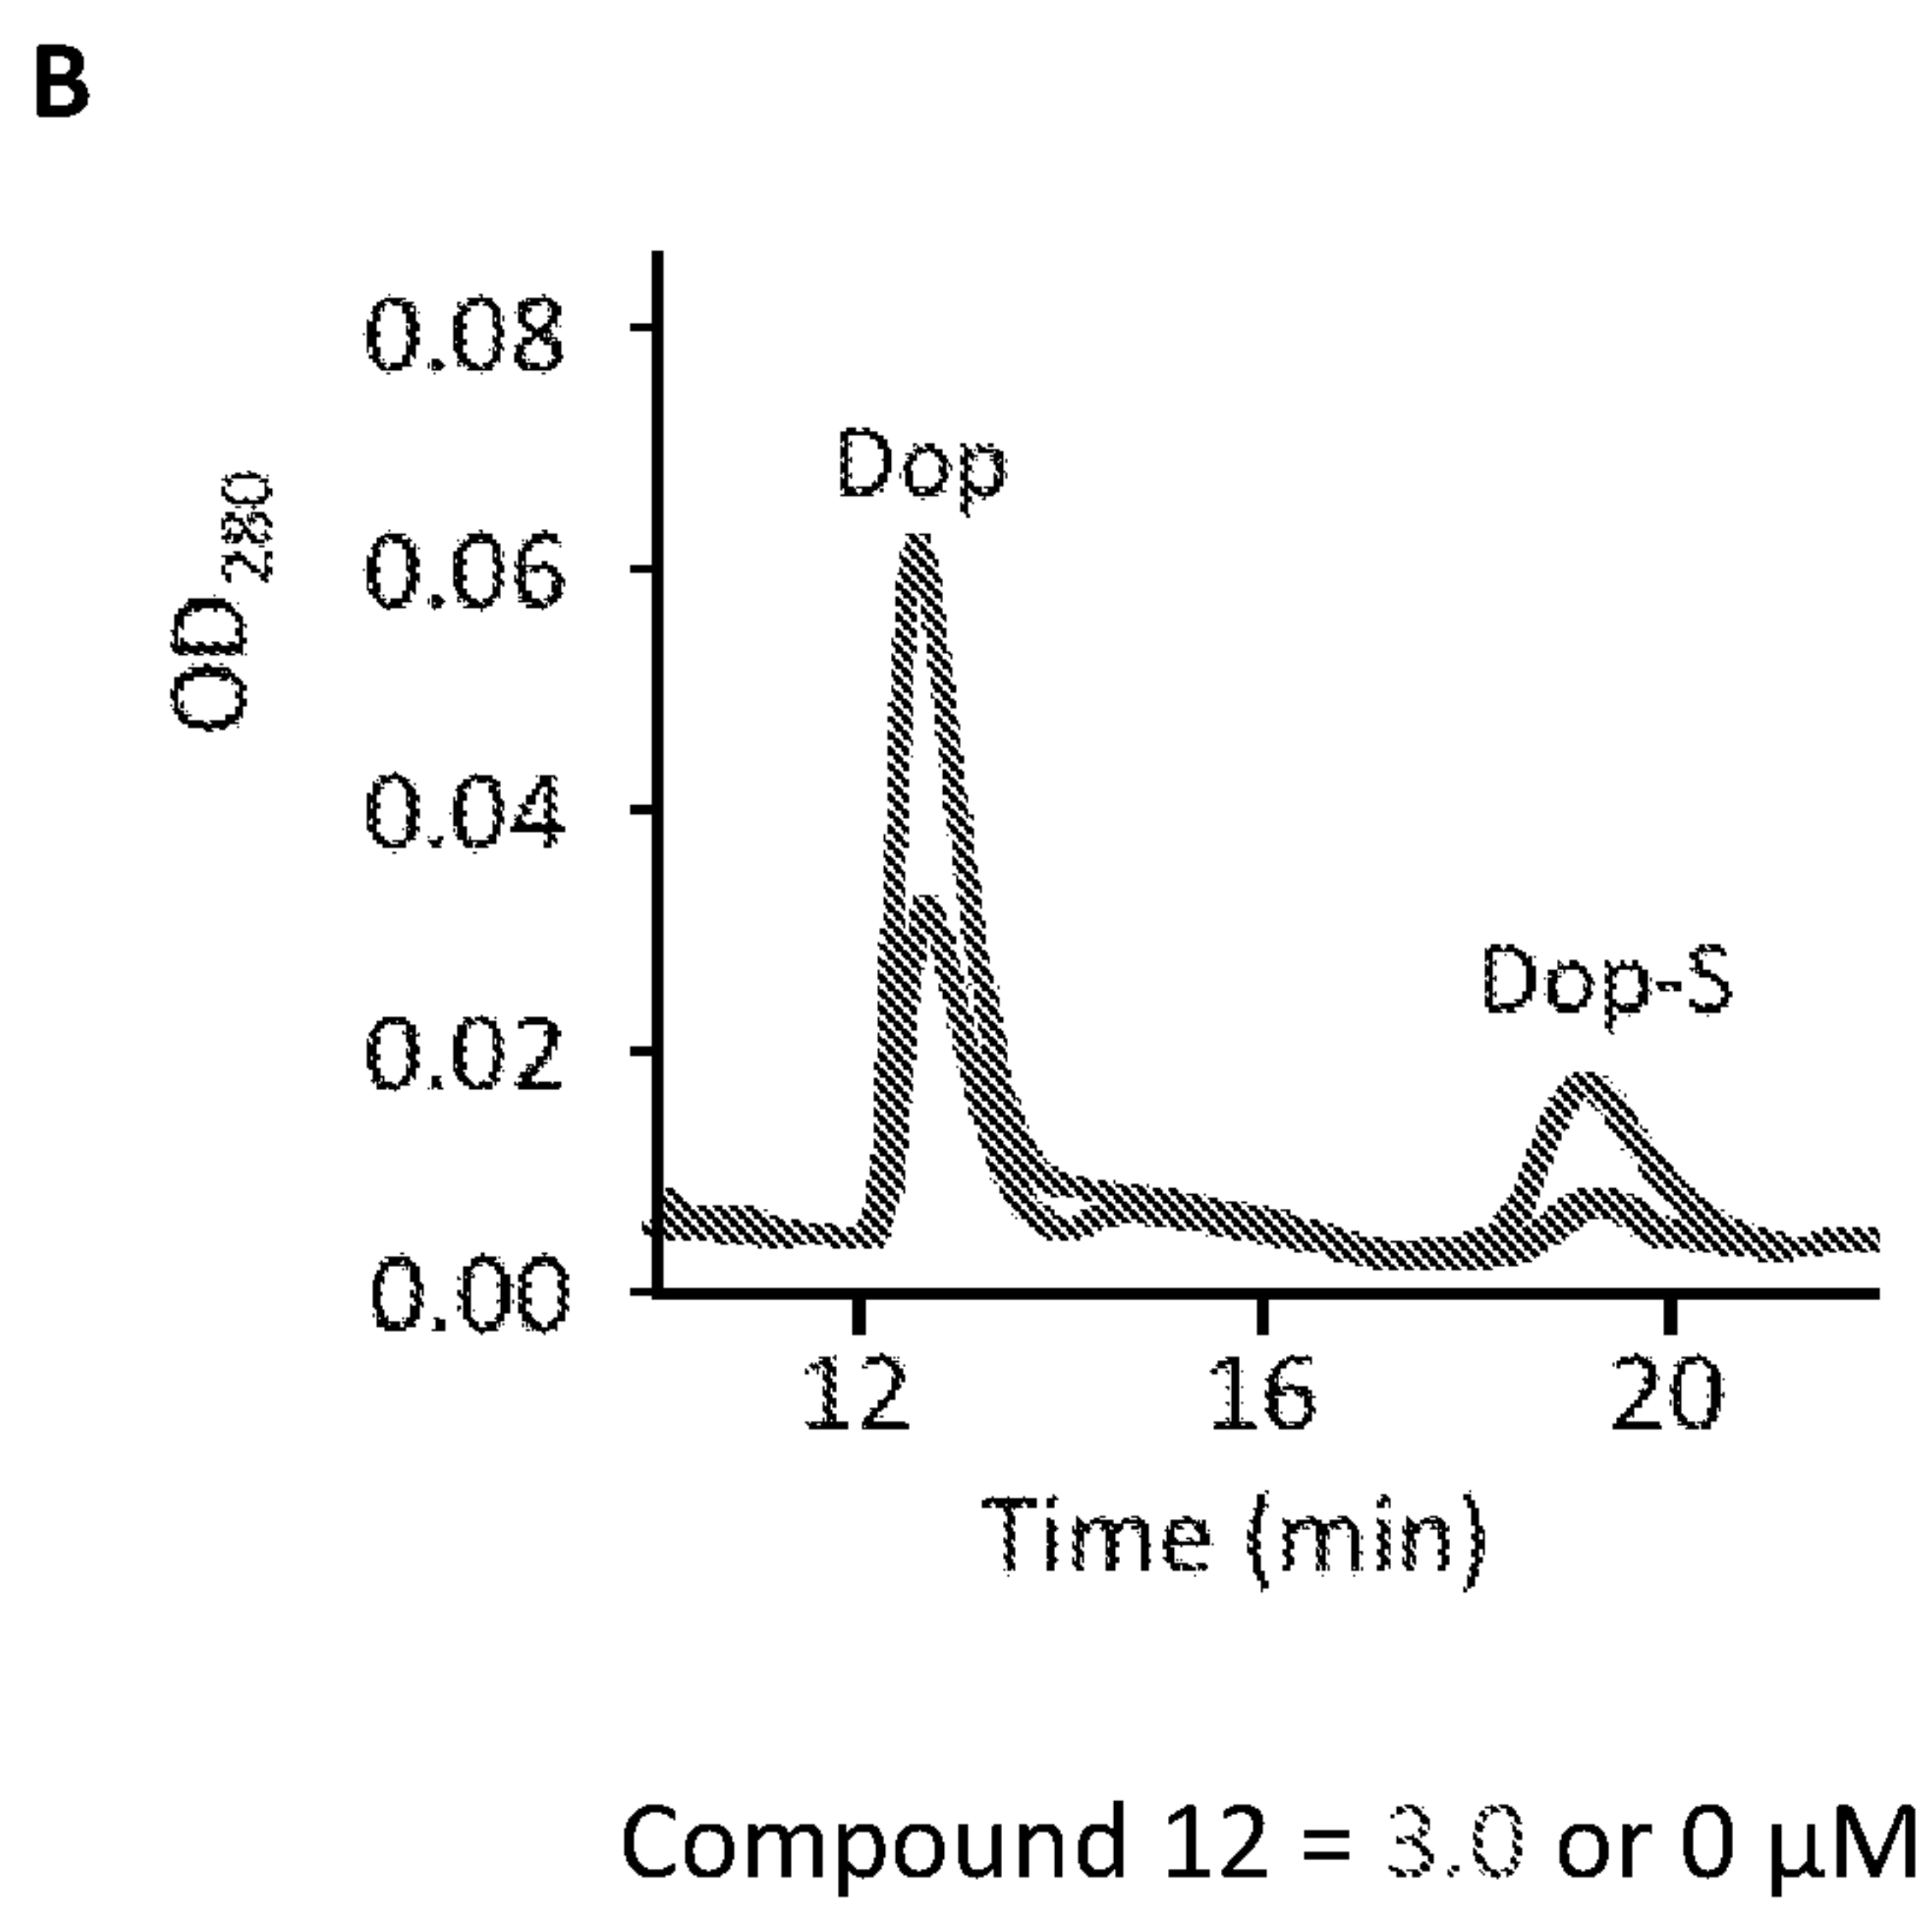 B
0.08
Dop
0.06
OD280
0.04
Dop-S
0.02
0.00
12 16 20
Time (min)
Compound 12 = 3.0 or 0 µM